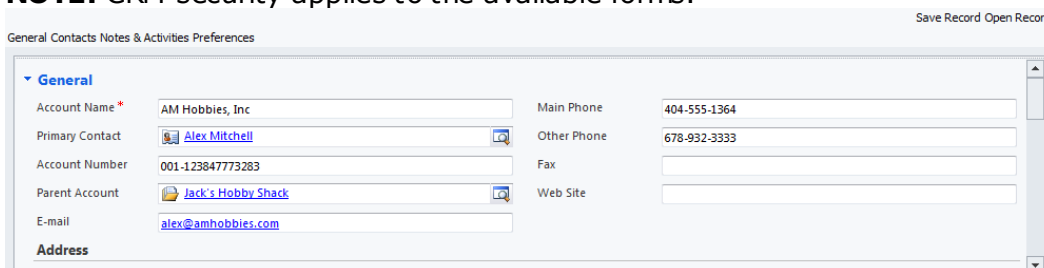 NOTE: CRM security applies to the available forms.
Save Record Open Recor
General Contacts Notes & Activities Preferences
General
Account Name * AM Hobbies, Inc Main Phone 404-555-1364
Primary Contact Alex Mitchell Other Phone 678-932-3333
Account Number 001-123847773283 Fax
Parent Account Jack's Hobby Shack Web Site
E-mail alex@amhobbies.com
Address